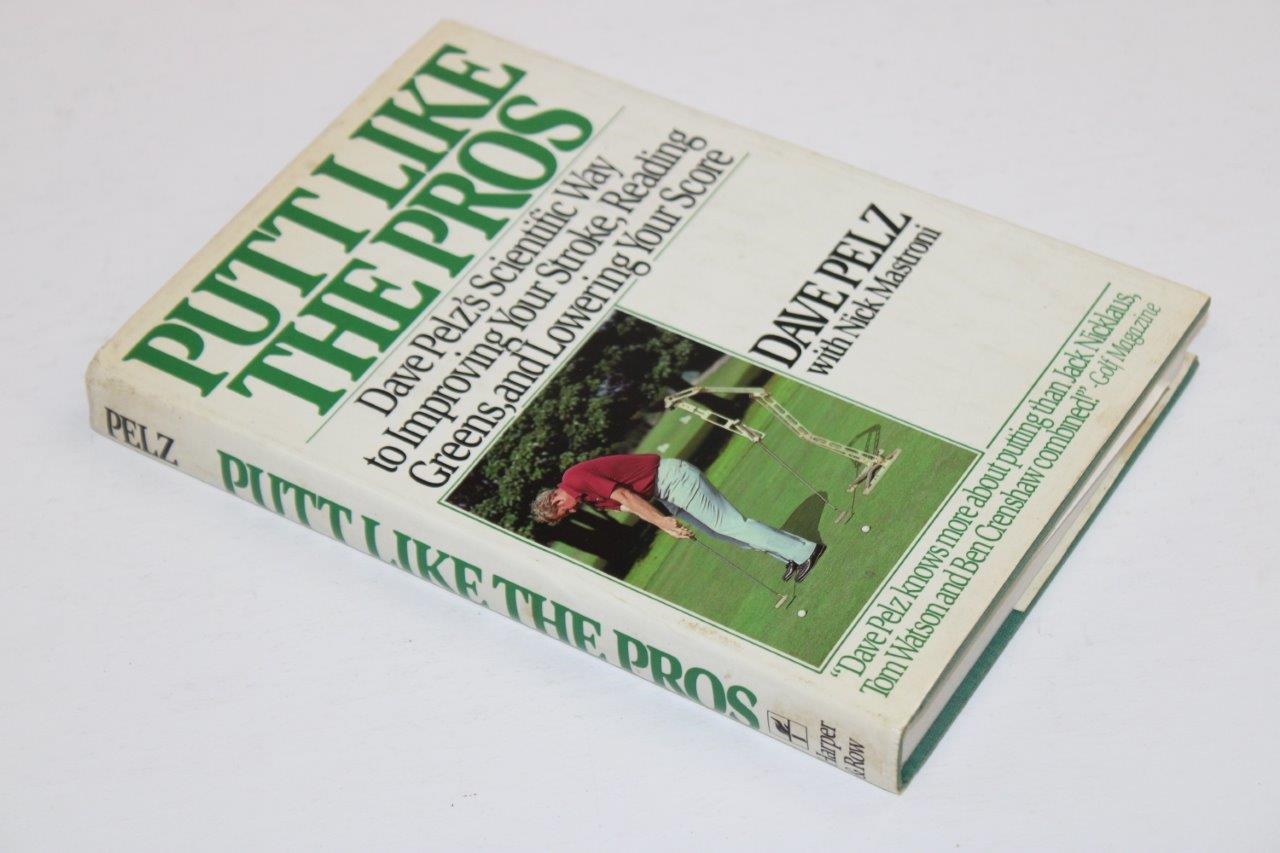 PUTT LIKE
THE PROS
Dave Pelz's Scientific Way
to Improving Your Stroke, Reading
Greens, and Lowering Your Score
DAVE PELZ
with Nick Mastroni
"Dave Pelz knows more about putting than Jack Nicklaus,
Tom Watson and Ben Crenshaw combined!" -Golf Magazine
PELZ
PUTT LIKE THE PROS
Harper
& Row